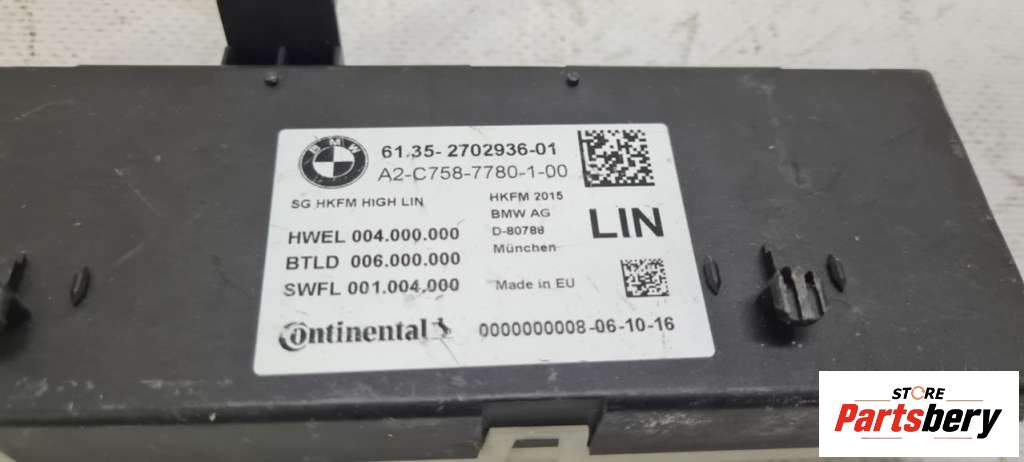 BMW
61.35- 2702936-01
A2-C758-7780-1-00
SG HKFM HIGH LIN
HKFM 2015
BMW AG
D-80788
München
LIN
HWEL 004.000.000
BTLD 006.000.000
SWFL 001.004.000
Made in EU
Continental
0000000008-06-10-16
STORE
Partsbery